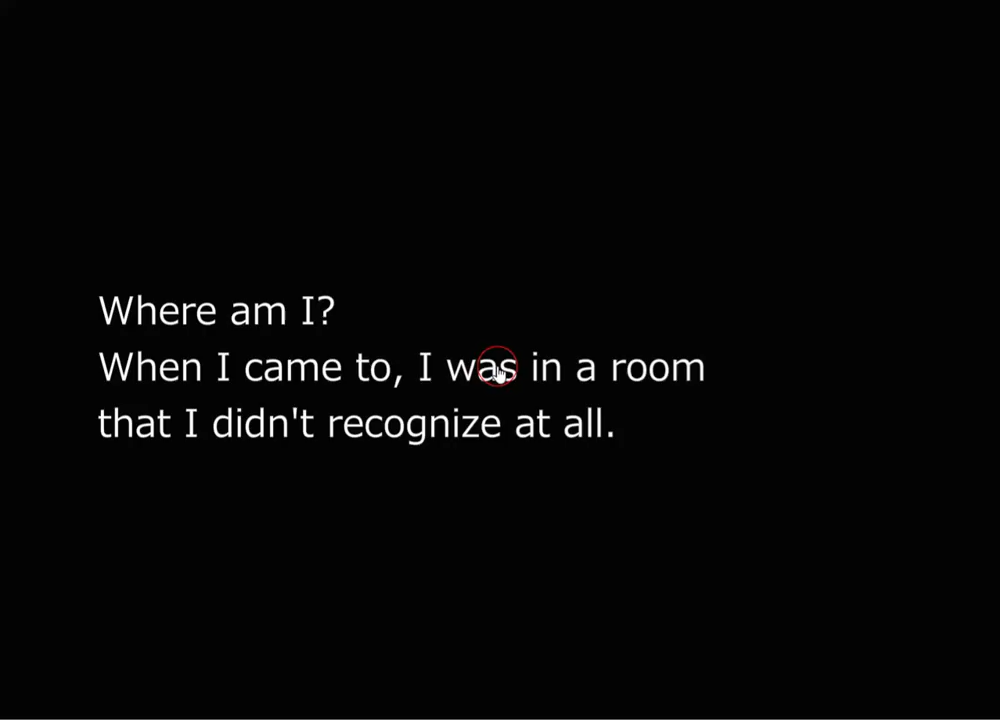 Where am I?
When I came to, I was in a room
that I didn't recognize at all.